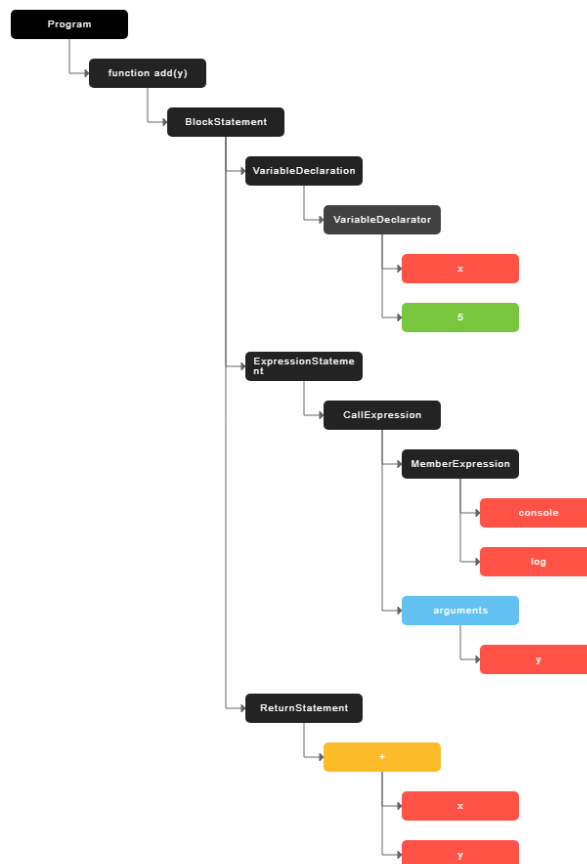 Program
function add(y)
BlockStatement
VariableDeclaration
VariableDeclarator
x
5
ExpressionStateme
nt
CallExpression
MemberExpression
console
log
arguments
y
ReturnStatement
+
x
y